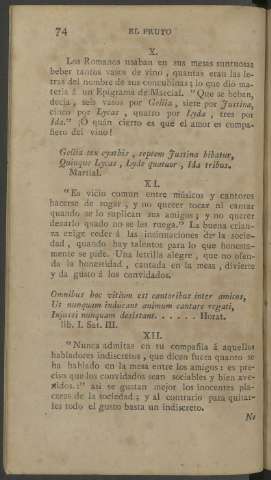 74 EL FRUTO
X.
Los Romanos usaban en sus mesas suntuosas
beber tantos vasos de vino, quantas eran las le-
tras del nombre de sus concubinas; lo que dio ma-
teria á un Epigrama de Marcial. "Que se beban,
decia, seis vasos por Gellia, siete por Justina,
cinco por Lycas, quatro por Lyda, tres por
Ida." ¡O quán cierto es que el amor es compa-
ñero del vino!
Gellia sex cyathis, septem Justina bibatur,
Quinque Lycas, Lyde quatuor, Ida tribus.
Martial.
XI.
"Es vicio comun entre músicos y cantores
hacerse de rogar, y no querer tocar ni cantar
quando se lo suplican sus amigos; y no querer
dexarlo quado no se les ruega." La buena crian-
za exîge ceder á las insinuaciones de la socie-
dad, quando hay talentos para lo que honesta-
mente se pide. Una letrilla alegre, que no ofen-
da la honestidad, cantada en la mesa, divierte
y da gusto á los convidados.
Omnibus hoc vitium est cantoribus inter amicos,
Ut nunquam inducant animum cantare rogati,
Injussi nunquam desistant. . . . . . Horat.
lib. I. Sat. III.
XII.
"Nunca admitas en tu compañía á aquellos
habladores indiscretos, que dicen fuera quanto se
ha hablado en la mesa entre los amigos: es pre-
ciso que los convidados sean sociables y bien ave-
nidos:" asi se gustan mejor los inocentes pla-
ceres de la sociedad; y al contrario para quitar-
les todo el gusto basta un indiscreto.
No